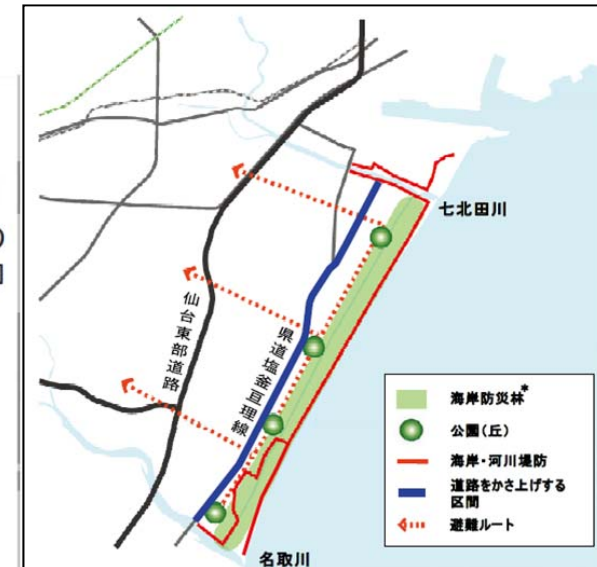 七北田川
仙台東部道路
県道塩釜亘理線
名取川
海岸防災林*
公園(丘)
海岸・河川堤防
道路をかさ上げする
区間
避難ルート